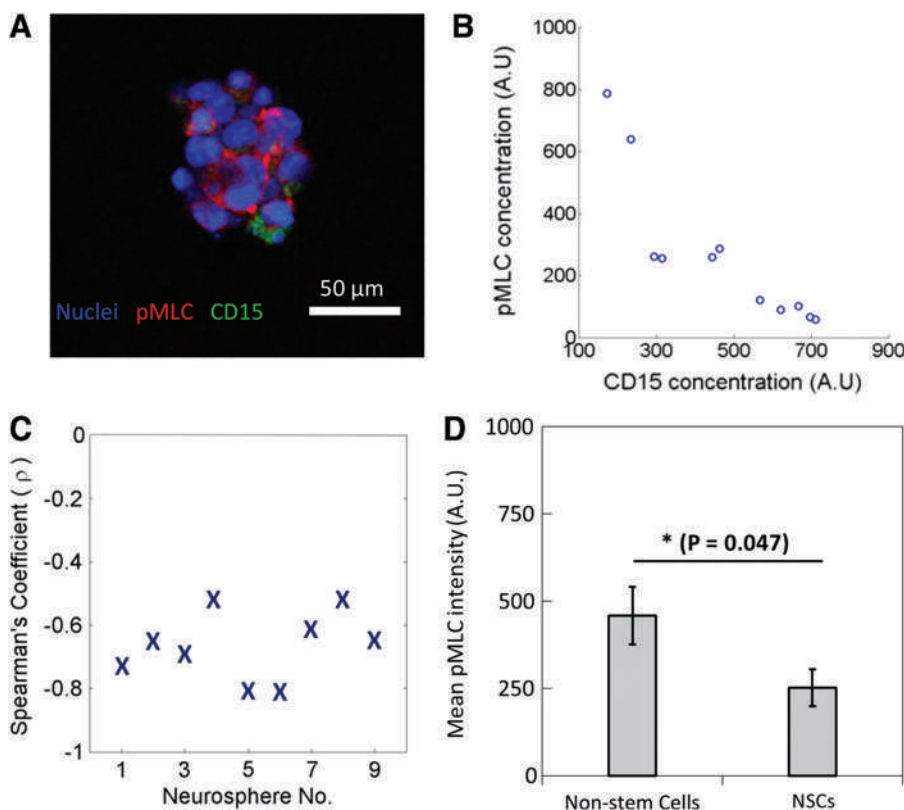 A
Nuclei pMLC CD15
50 μm
B
pMLC concentration (A.U)
1000
800
600
400
200
0
100 300 500 700 900
CD15 concentration (A.U)
C
Spearman's Coefficient ( ρ )
0
-0.2
-0.4
-0.6
-0.8
-1
1 3 5 7 9
Neurosphere No.
D
Mean pMLC intensity (A.U.)
1000
750
500
250
0
* (P = 0.047)
Non-stem Cells NSCs